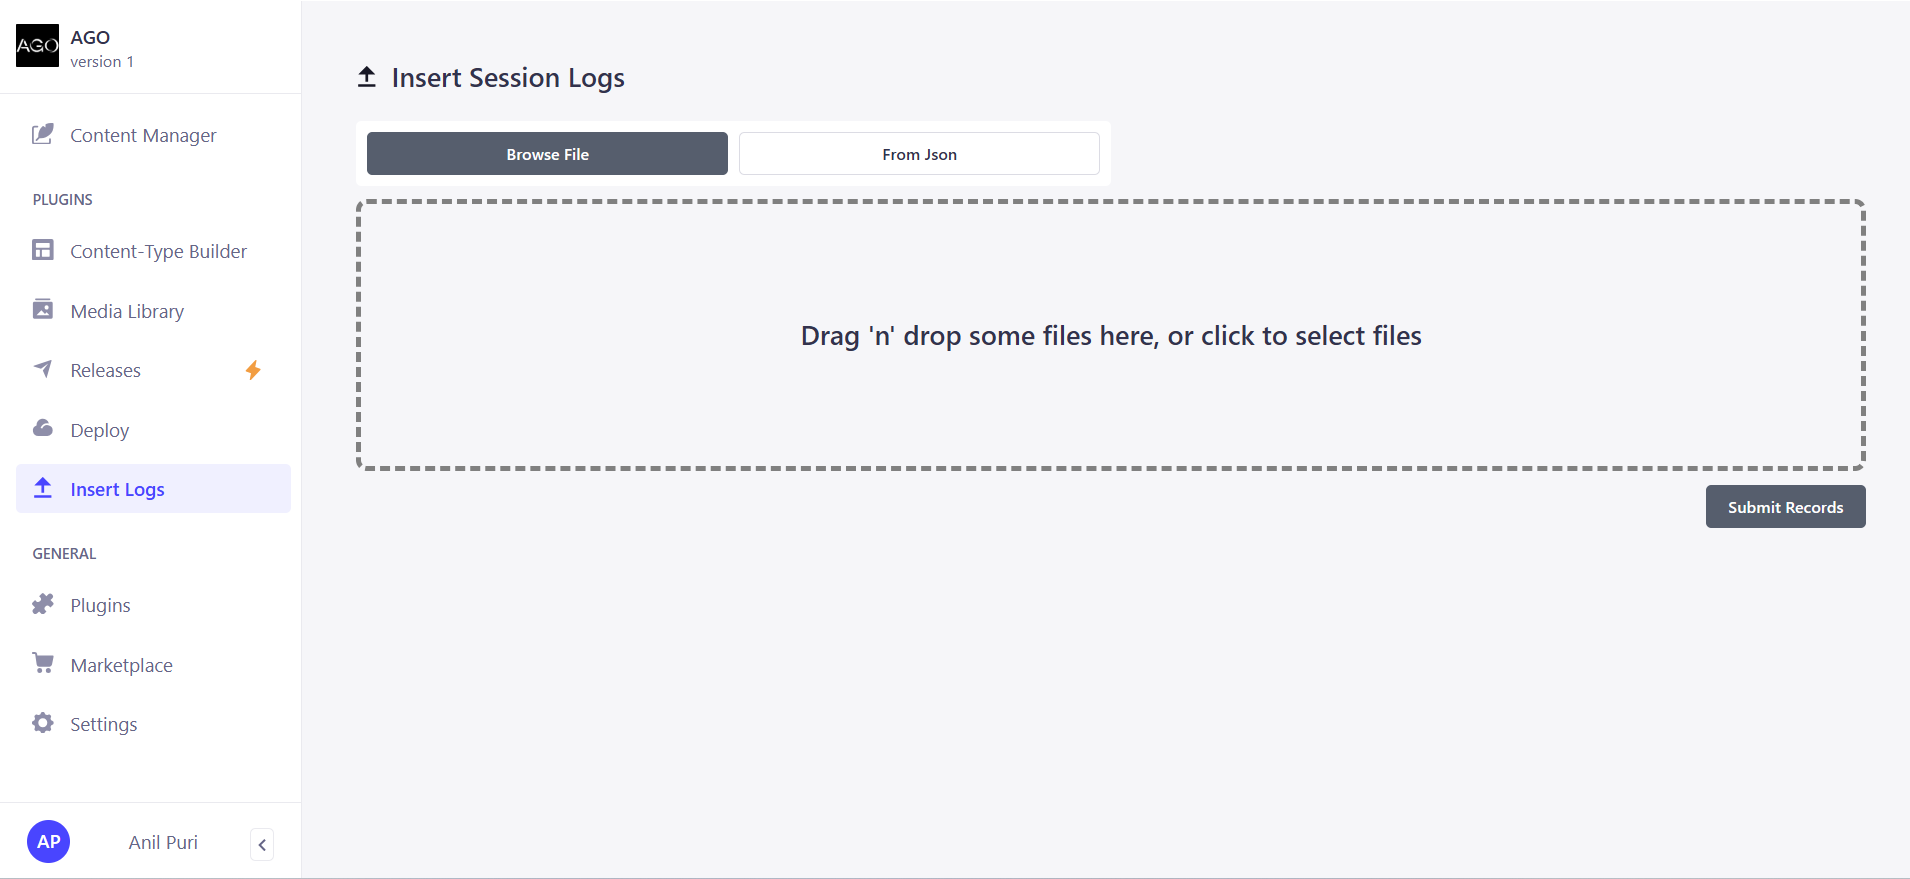 AGO
AGO
version 1
Content Manager
PLUGINS
Content-Type Builder
Media Library
Releases
Deploy
Insert Logs
GENERAL
Plugins
Marketplace
Settings
AP
Anil Puri
Insert Session Logs
Browse File
From Json
Drag 'n' drop some files here, or click to select files
Submit Records